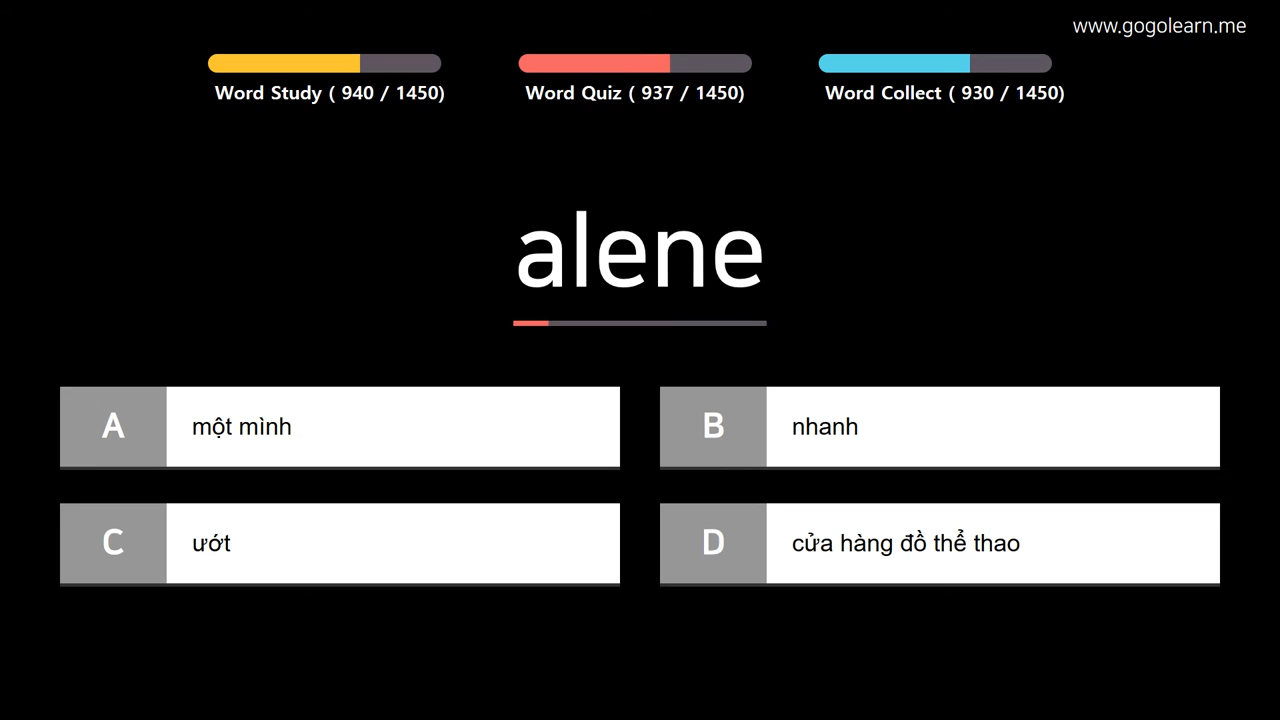 www.gogolearn.me
Word Study ( 940 / 1450)
Word Quiz ( 937 / 1450)
Word Collect ( 930 / 1450)
alene
A một mình
B nhanh
C ướt
D cửa hàng đồ thể thao